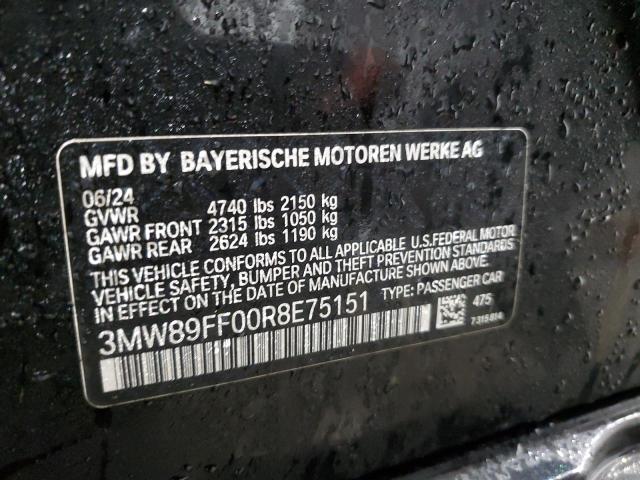 MFD BY BAYERISCHE MOTOREN WERKE AG
06/24
GVWR 4740 lbs 2150 kg
GAWR FRONT 2315 lbs 1050 kg
GAWR REAR 2624 lbs 1190 kg
THIS VEHICLE CONFORMS TO ALL APPLICABLE U.S.FEDERAL MOTOR
VEHICLE SAFETY, BUMPER AND THEFT PREVENTION STANDARDS
IN EFFECT ON THE DATE OF MANUFACTURE SHOWN ABOVE.
3MW89FF00R8E75151 TYPE: PASSENGER CAR
475
7315814